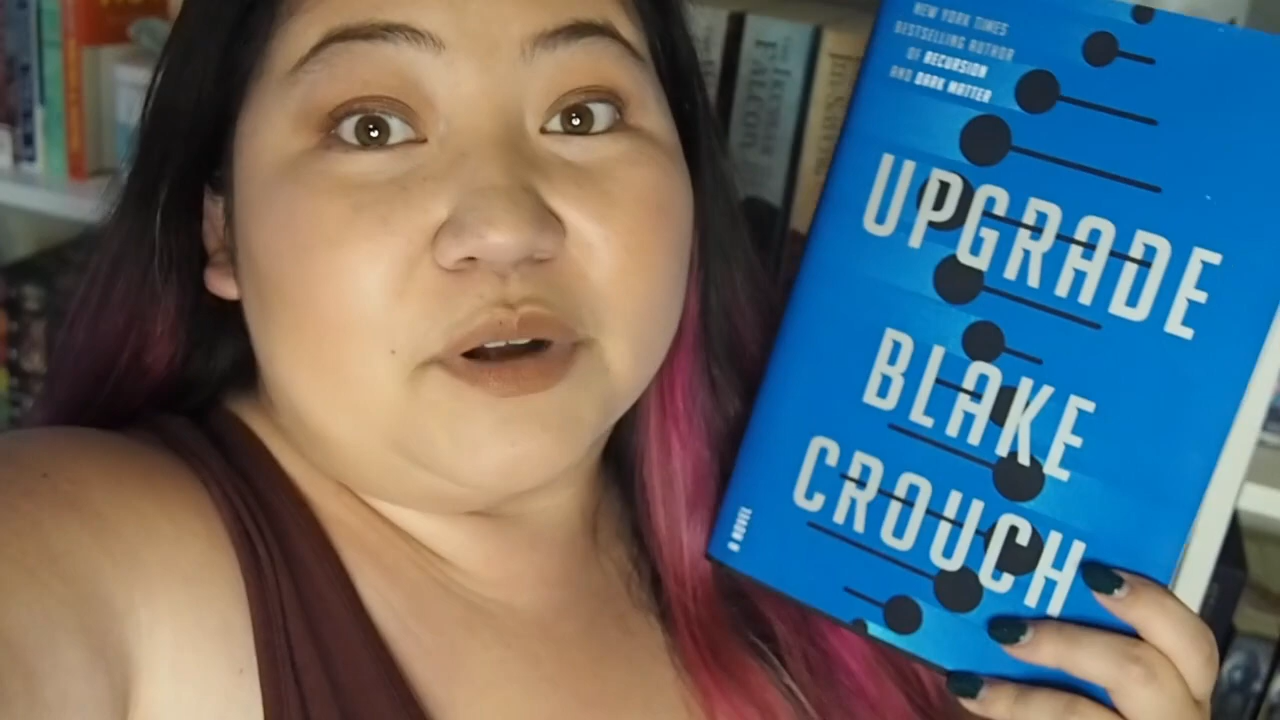 NEW YORK TIMES
BESTSELLING AUTHOR
OF RECURSION
AND DARK MATTER
UPGRADE
BLAKE
CROUCH
A NOVEL